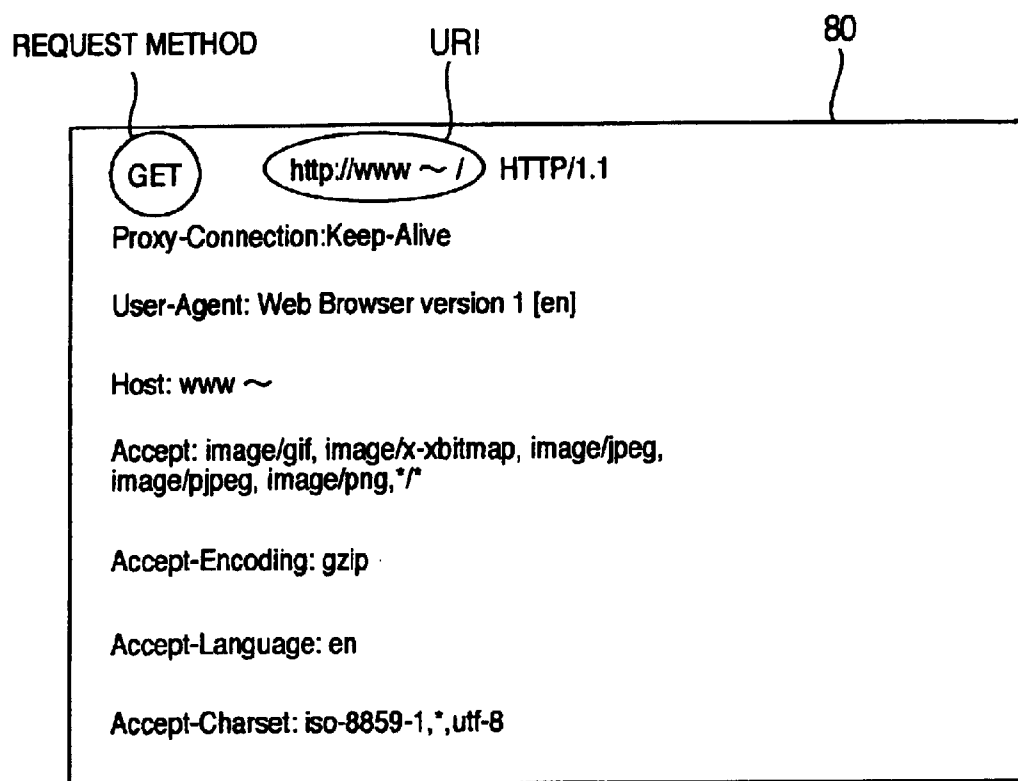 REQUEST METHOD URI 80
GET http://www ~ / HTTP/1.1
Proxy-Connection:Keep-Alive
User-Agent: Web Browser version 1 [en]
Host: www ~
Accept: image/gif, image/x-xbitmap, image/jpeg,
image/pjpeg, image/png,*/*
Accept-Encoding: gzip
Accept-Language: en
Accept-Charset: iso-8859-1,*,utf-8